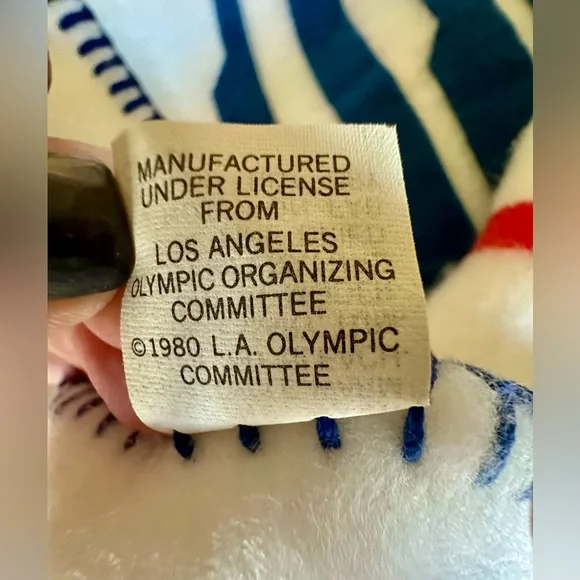 MANUFACTURED
UNDER LICENSE
FROM
LOS ANGELES
OLYMPIC ORGANIZING
COMMITTEE
©1980 L.A. OLYMPIC
COMMITTEE